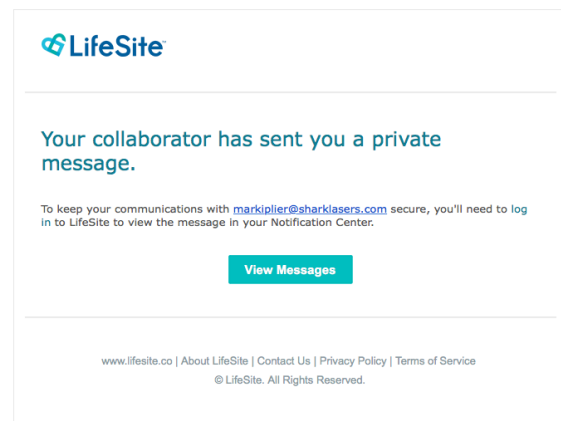 LifeSite™
Your collaborator has sent you a private
message.
To keep your communications with markiplier@sharklasers.com secure, you'll need to log
in to LifeSite to view the message in your Notification Center.
View Messages
www.lifesite.co | About LifeSite | Contact Us | Privacy Policy | Terms of Service
© LifeSite. All Rights Reserved.